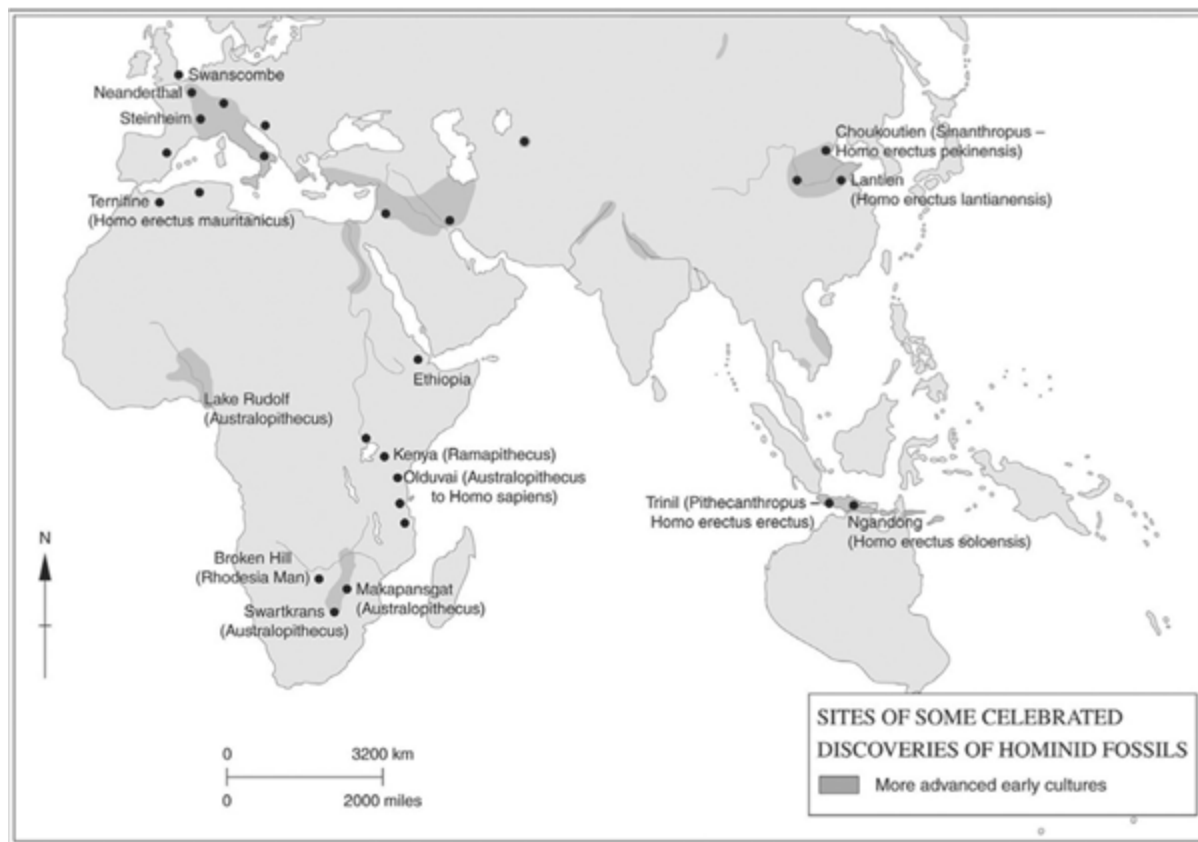 Swanscombe
Neanderthal
Steinheim
Ternifine
(Homo erectus mauritanicus)
Choukoutien (Sinanthropus –
Homo erectus pekinensis)
Lantien
(Homo erectus lantianensis)
Ethiopia
Lake Rudolf
(Australopithecus)
Kenya (Ramapithecus)
Olduvai (Australopithecus
to Homo sapiens)
Trinil (Pithecanthropus –
Homo erectus erectus)
Ngandong
(Homo erectus soloensis)
Broken Hill
(Rhodesia Man)
Makapansgat
(Australopithecus)
Swartkrans
(Australopithecus)
N
0 3200 km
0 2000 miles
SITES OF SOME CELEBRATED
DISCOVERIES OF HOMINID FOSSILS
More advanced early cultures